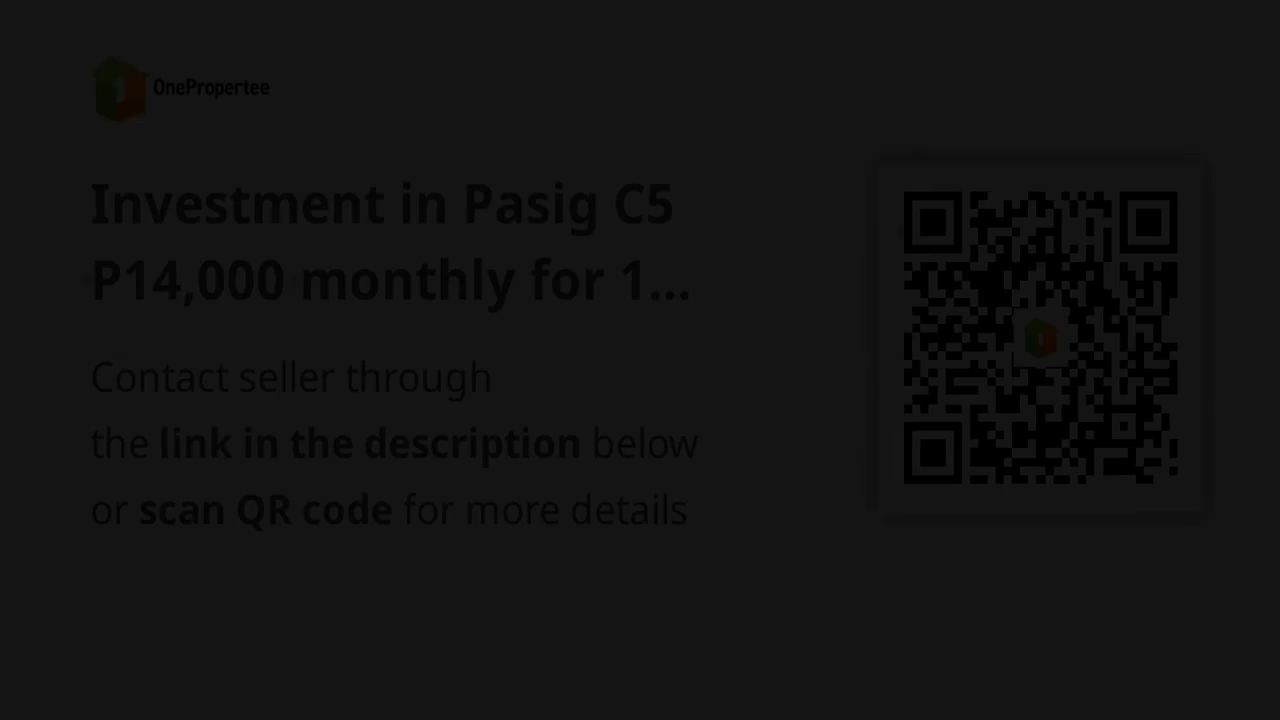 OnePropertee
Investment in Pasig C5
P14,000 monthly for 1...
Contact seller through
the link in the description below
or scan QR code for more details